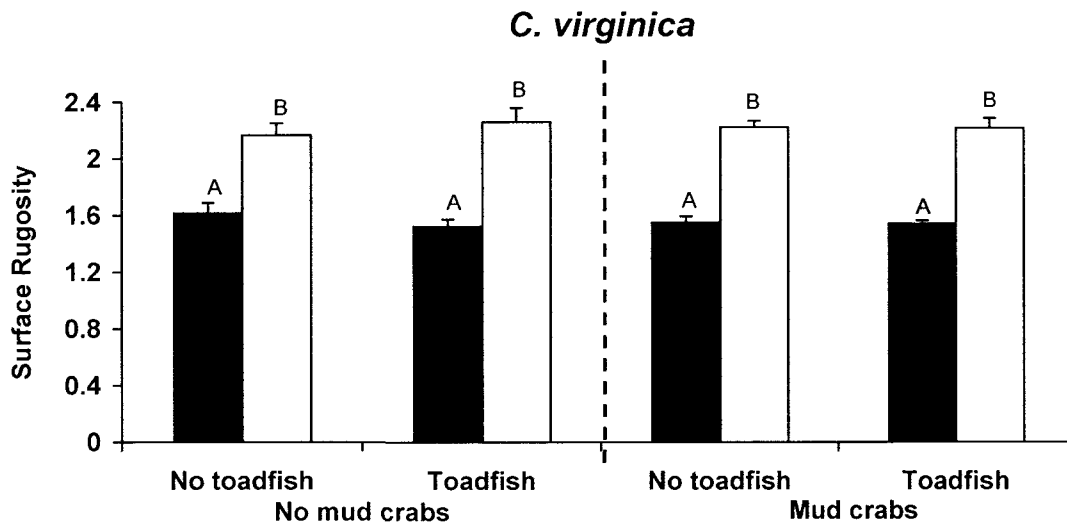 C. virginica
Surface Rugosity
2.4
2
1.6
1.2
0.8
0.4
0
A
B
A
B
A
B
A
B
No toadfish
Toadfish
No toadfish
Toadfish
No mud crabs
Mud crabs